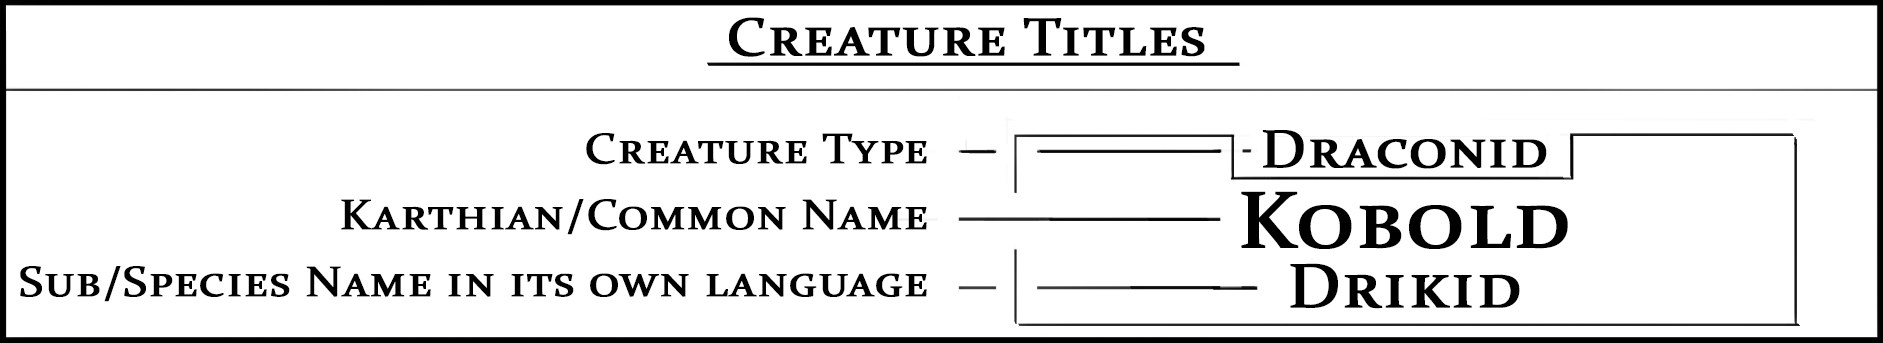 Creature Titles
Creature Type - Draconid
Karthian/Common Name Kobold
Sub/Species Name in its own language Drikid